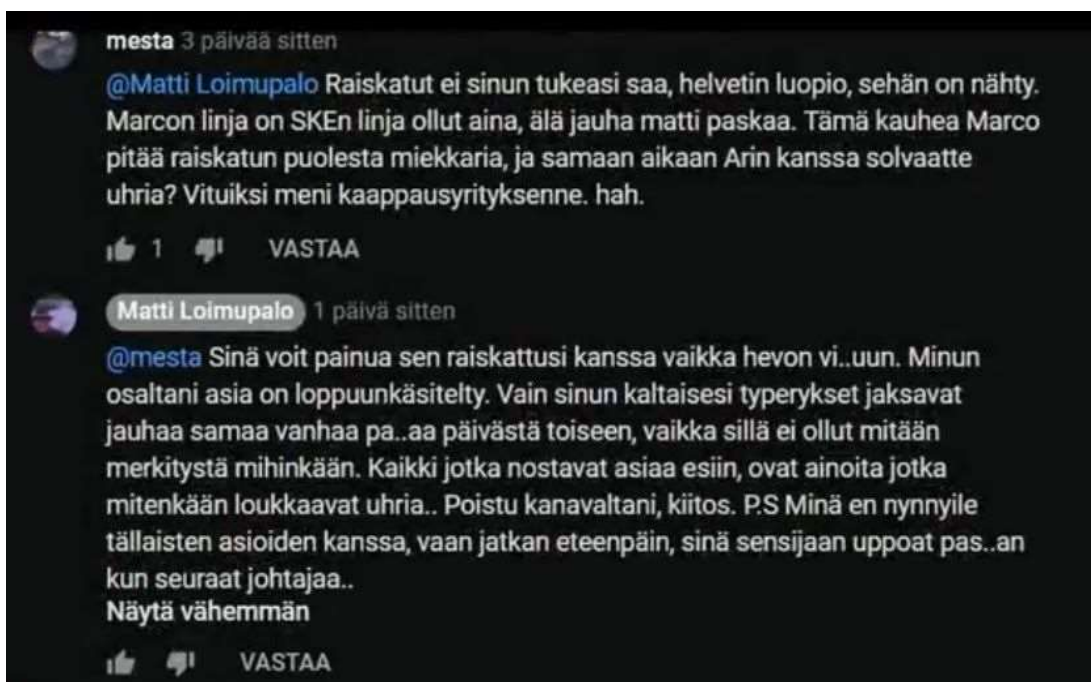 mesta 3 päivää sitten
@Matti Loimupalo Raiskatut ei sinun tukeasi saa, helvetin luopio, sehän on nähty.
Marcon linja on SKEn linja ollut aina, älä jauha matti paskaa. Tämä kauhea Marco
pitää raiskatun puolesta miekkaria, ja samaan aikaan Arin kanssa solvaatte
uhria? Vituiksi meni kaappausyrityksenne. hah.
1 VASTAA
Matti Loimupalo 1 päivä sitten
@mesta Sinä voit painua sen raiskattusi kanssa vaikka hevon vi..uun. Minun
osaltani asia on loppuunkäsitelty. Vain sinun kaltaisesi typerykset jaksavat
jauhaa samaa vanhaa pa..aa päivästä toiseen, vaikka sillä ei ollut mitään
merkitystä mihinkään. Kaikki jotka nostavat asiaa esiin, ovat ainoita jotka
mitenkään loukkaavat uhria.. Poistu kanavaltani, kiitos. P.S Minä en nynnyile
tällaisten asioiden kanssa, vaan jatkan eteenpäin, sinä sensijaan uppoat pas..an
kun seuraat johtajaa..
Näytä vähemmän
VASTAA